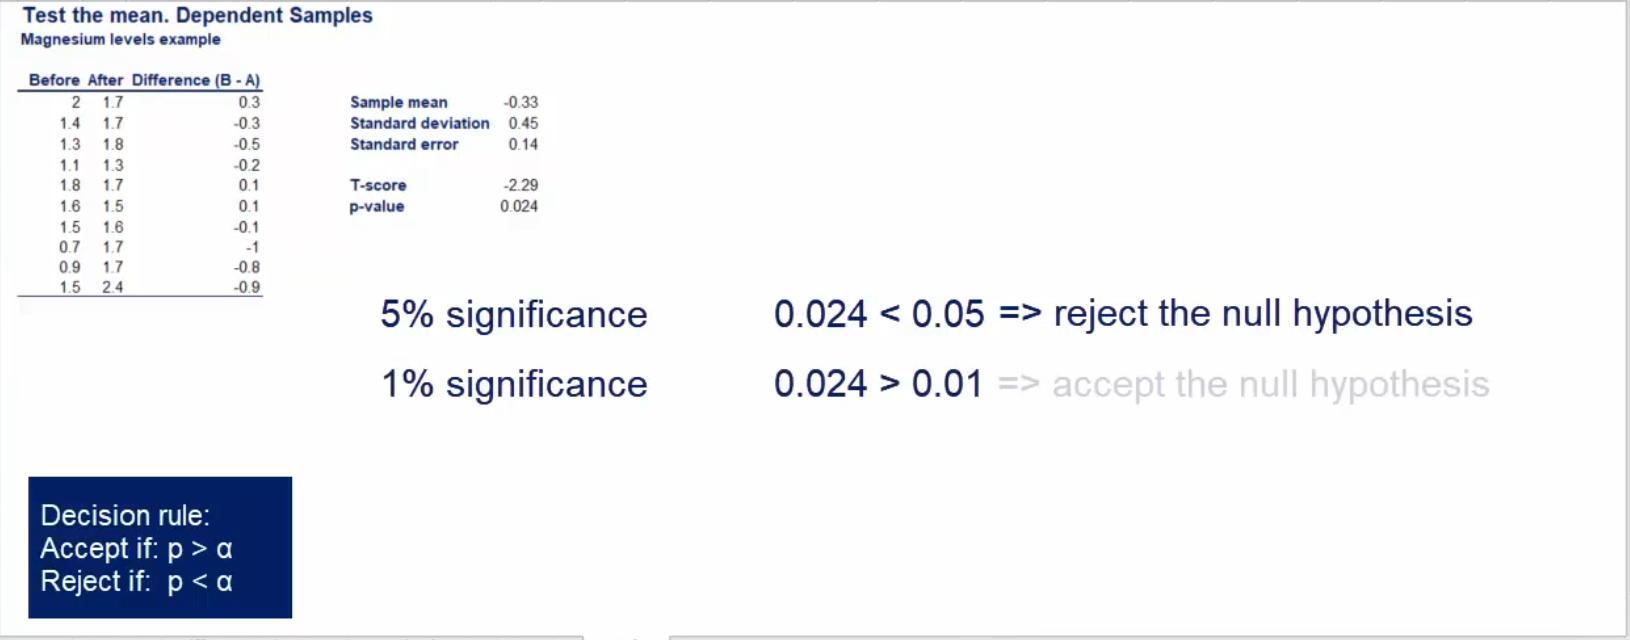 Test the mean. Dependent Samples
Magnesium levels example
Before After Difference (B - A)
2 1.7 0.3
1.4 1.7 -0.3
1.3 1.8 -0.5
1.1 1.3 -0.2
1.8 1.7 0.1
1.6 1.5 0.1
1.5 1.6 -0.1
0.7 1.7 -1
0.9 1.7 -0.8
1.5 2.4 -0.9
Sample mean -0.33
Standard deviation 0.45
Standard error 0.14
T-score -2.29
p-value 0.024
5% significance 0.024 < 0.05 => reject the null hypothesis
1% significance 0.024 > 0.01 => accept the null hypothesis
Decision rule:
Accept if: p > α
Reject if: p < α